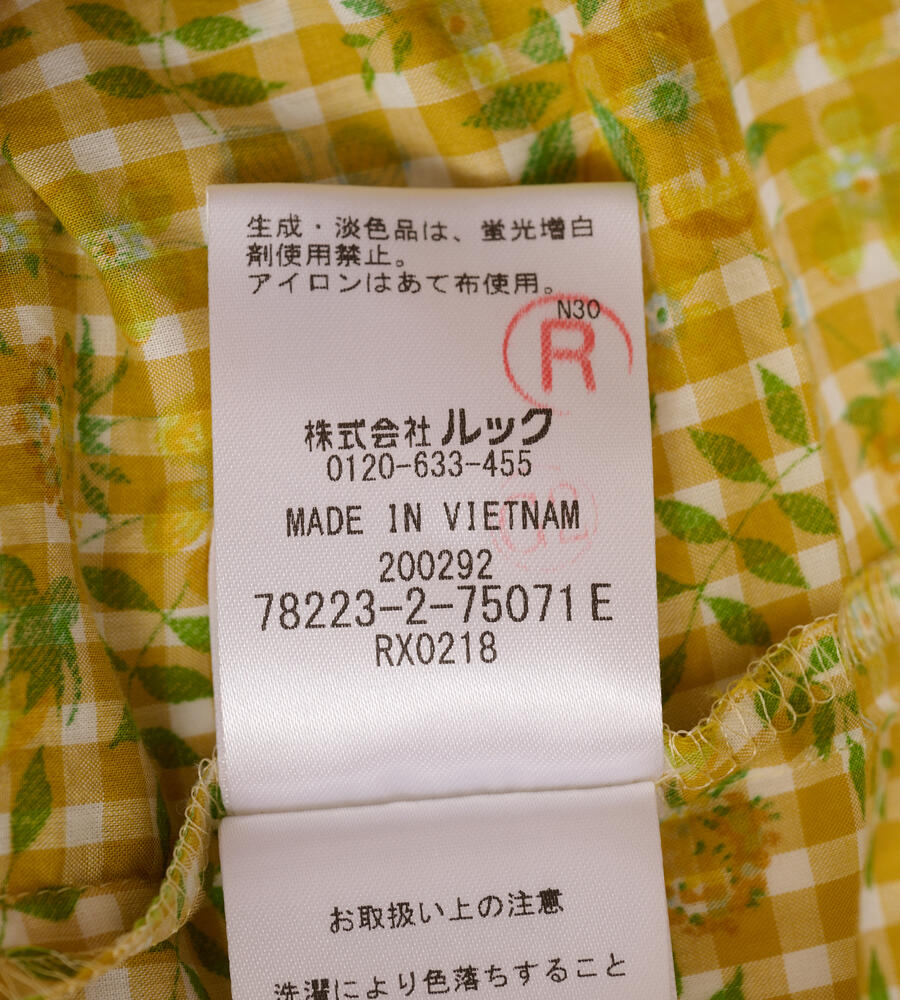 生成・淡色品は、蛍光増白
剤使用禁止。
アイロンはあて布使用。
N30
R
株式会社ルック
0120-633-455
MADE IN VIETNAM
200292
78223-2-75071E
RX0218
お取扱い上の注意
洗濯により色落ちすること